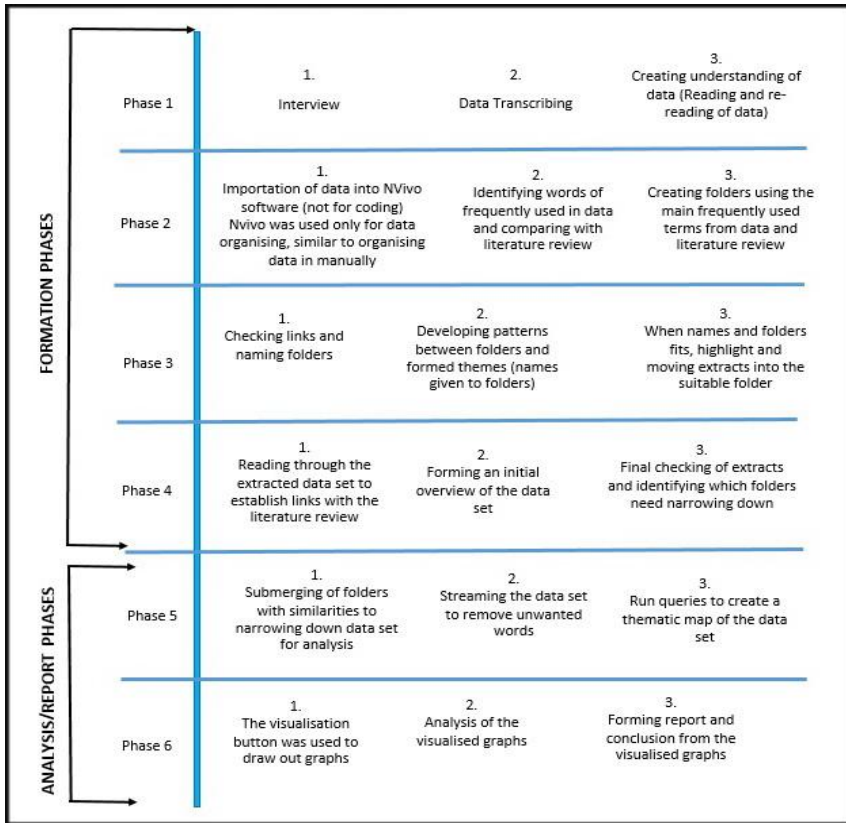 FORMATION PHASES
Phase 1
1.
Interview
2.
Data Transcribing
3.
Creating understanding of
data (Reading and re-
reading of data)
Phase 2
1.
Importation of data into NVivo
software (not for coding)
Nvivo was used only for data
organising, similar to organising
data in manually
2.
Identifying words of
frequently used in data
and comparing with
literature review
3.
Creating folders using the
main frequently used
terms from data and
literature review
Phase 3
1.
Checking links and
naming folders
2.
Developing patterns
between folders and
formed themes (names
given to folders)
3.
When names and folders
fits, highlight and
moving extracts into the
suitable folder
Phase 4
1.
Reading through the
extracted data set to
establish links with the
literature review
2.
Forming an initial
overview of the data
set
3.
Final checking of extracts
and identifying which folders
need narrowing down
ANALYSIS/REPORT PHASES
Phase 5
1.
Submerging of folders
with similarities to
narrowing down data set
for analysis
2.
Streaming the data set
to remove unwanted
words
3.
Run queries to create a
thematic map of the data
set
Phase 6
1.
The visualisation
button was used to
draw out graphs
2.
Analysis of the
visualised graphs
3.
Forming report and
conclusion from the
visualised graphs